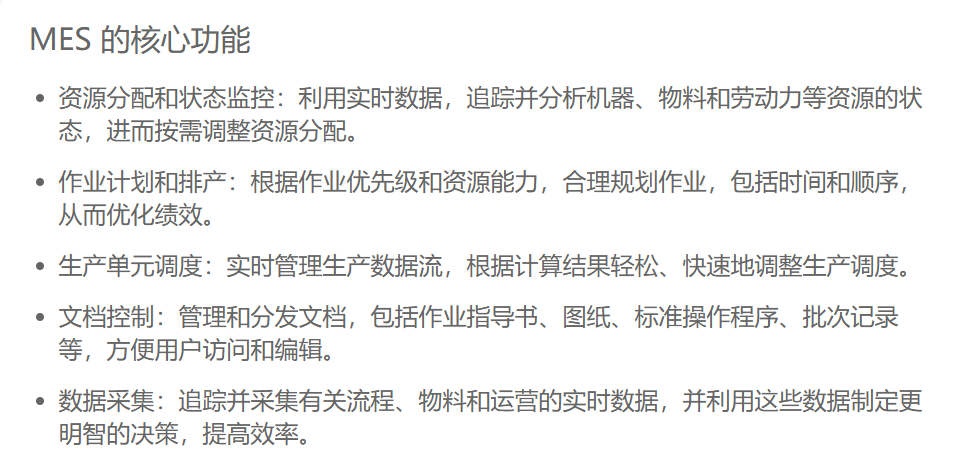 MES 的核心功能
• 资源分配和状态监控：利用实时数据，追踪并分析机器、物料和劳动力等资源的状
态，进而按需调整资源分配。
• 作业计划和排产：根据作业优先级和资源能力，合理规划作业，包括时间和顺序，
从而优化绩效。
• 生产单元调度：实时管理生产数据流，根据计算结果轻松、快速地调整生产调度。
• 文档控制：管理和分发文档，包括作业指导书、图纸、标准操作程序、批次记录
等，方便用户访问和编辑。
• 数据采集：追踪并采集有关流程、物料和运营的实时数据，并利用这些数据制定更
明智的决策，提高效率。